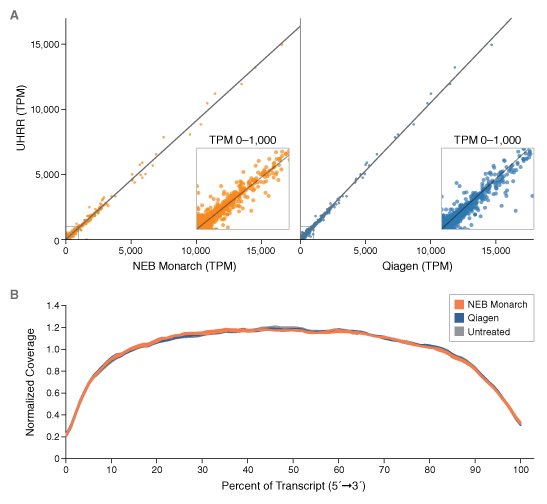 A
UHRR (TPM)
15,000
10,000
5,000
0
TPM 0–1,000
TPM 0–1,000
0
5,000
10,000
15,000
0
5,000
10,000
15,000
NEB Monarch (TPM)
Qiagen (TPM)
B
Normalized Coverage
1.4
1.2
1.0
0.8
0.6
0.4
0.2
0
NEB Monarch
Qiagen
Untreated
0
10
20
30
40
50
60
70
80
90
100
Percent of Transcript (5´→3´)